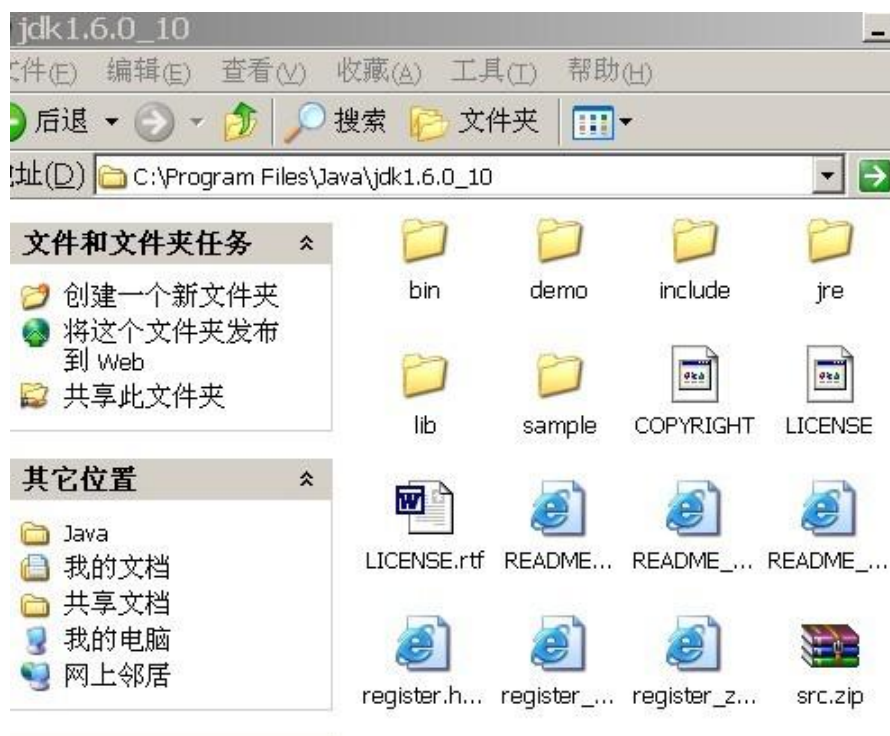 jdk1.6.0_10
文件(F) 编辑(E) 查看(V) 收藏(A) 工具(T) 帮助(H)
后退 搜索 文件夹
地址(D) C:\Program Files\Java\jdk1.6.0_10
文件和文件夹任务
创建一个新文件夹
将这个文件夹发布
到 Web
共享此文件夹
其它位置
Java
我的文档
共享文档
我的电脑
网上邻居
bin demo include jre
lib sample COPYRIGHT LICENSE
LICENSE.rtf README... README_... README_...
register.h... register_... register_z... src.zip